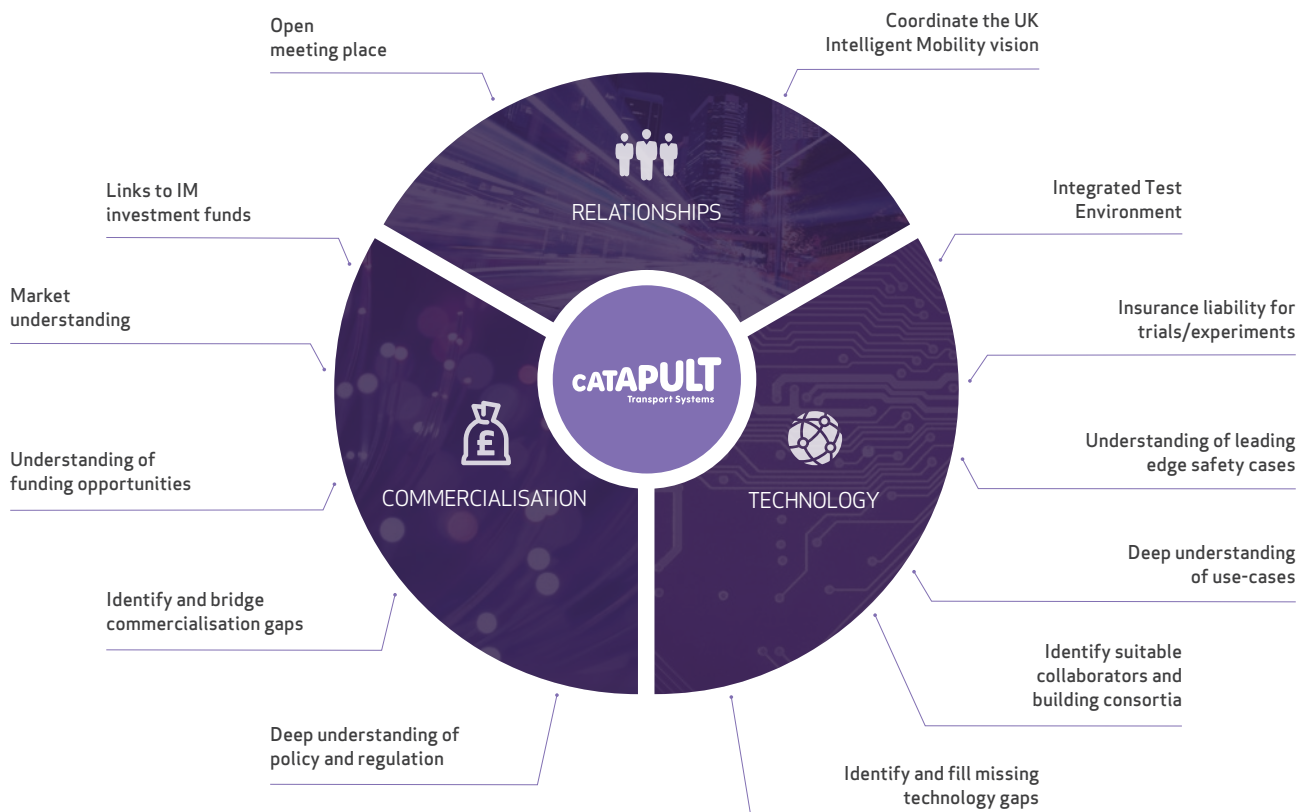 Open
meeting place
Coordinate the UK
Intelligent Mobility vision
Links to IM
investment funds
Integrated Test
Environment
RELATIONSHIPS
Market
understanding
Insurance liability for
trials/experiments
CATAPULT
Transport Systems
£
Understanding of
funding opportunities
COMMERCIALISATION
TECHNOLOGY
Understanding of leading
edge safety cases
Identify and bridge
commercialisation gaps
Deep understanding
of use-cases
Identify suitable
collaborators and
building consortia
Deep understanding of
policy and regulation
Identify and fill missing
technology gaps